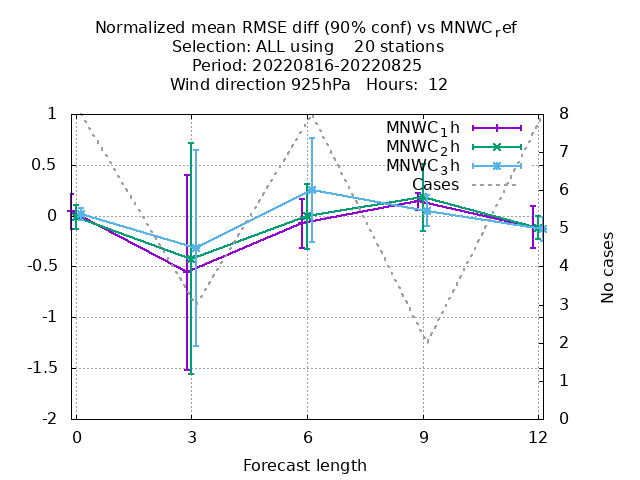 Normalized mean RMSE diff (90% conf) vs MNWC_ref
Selection: ALL using    20 stations
Period: 20220816-20220825
Wind direction 925hPa   Hours:  12
MNWC_1h
MNWC_2h
MNWC_3h
Cases
1
0.5
0
-0.5
-1
-1.5
-2
8
7
6
5
4
3
2
1
0
No cases
0 3 6 9 12
Forecast length